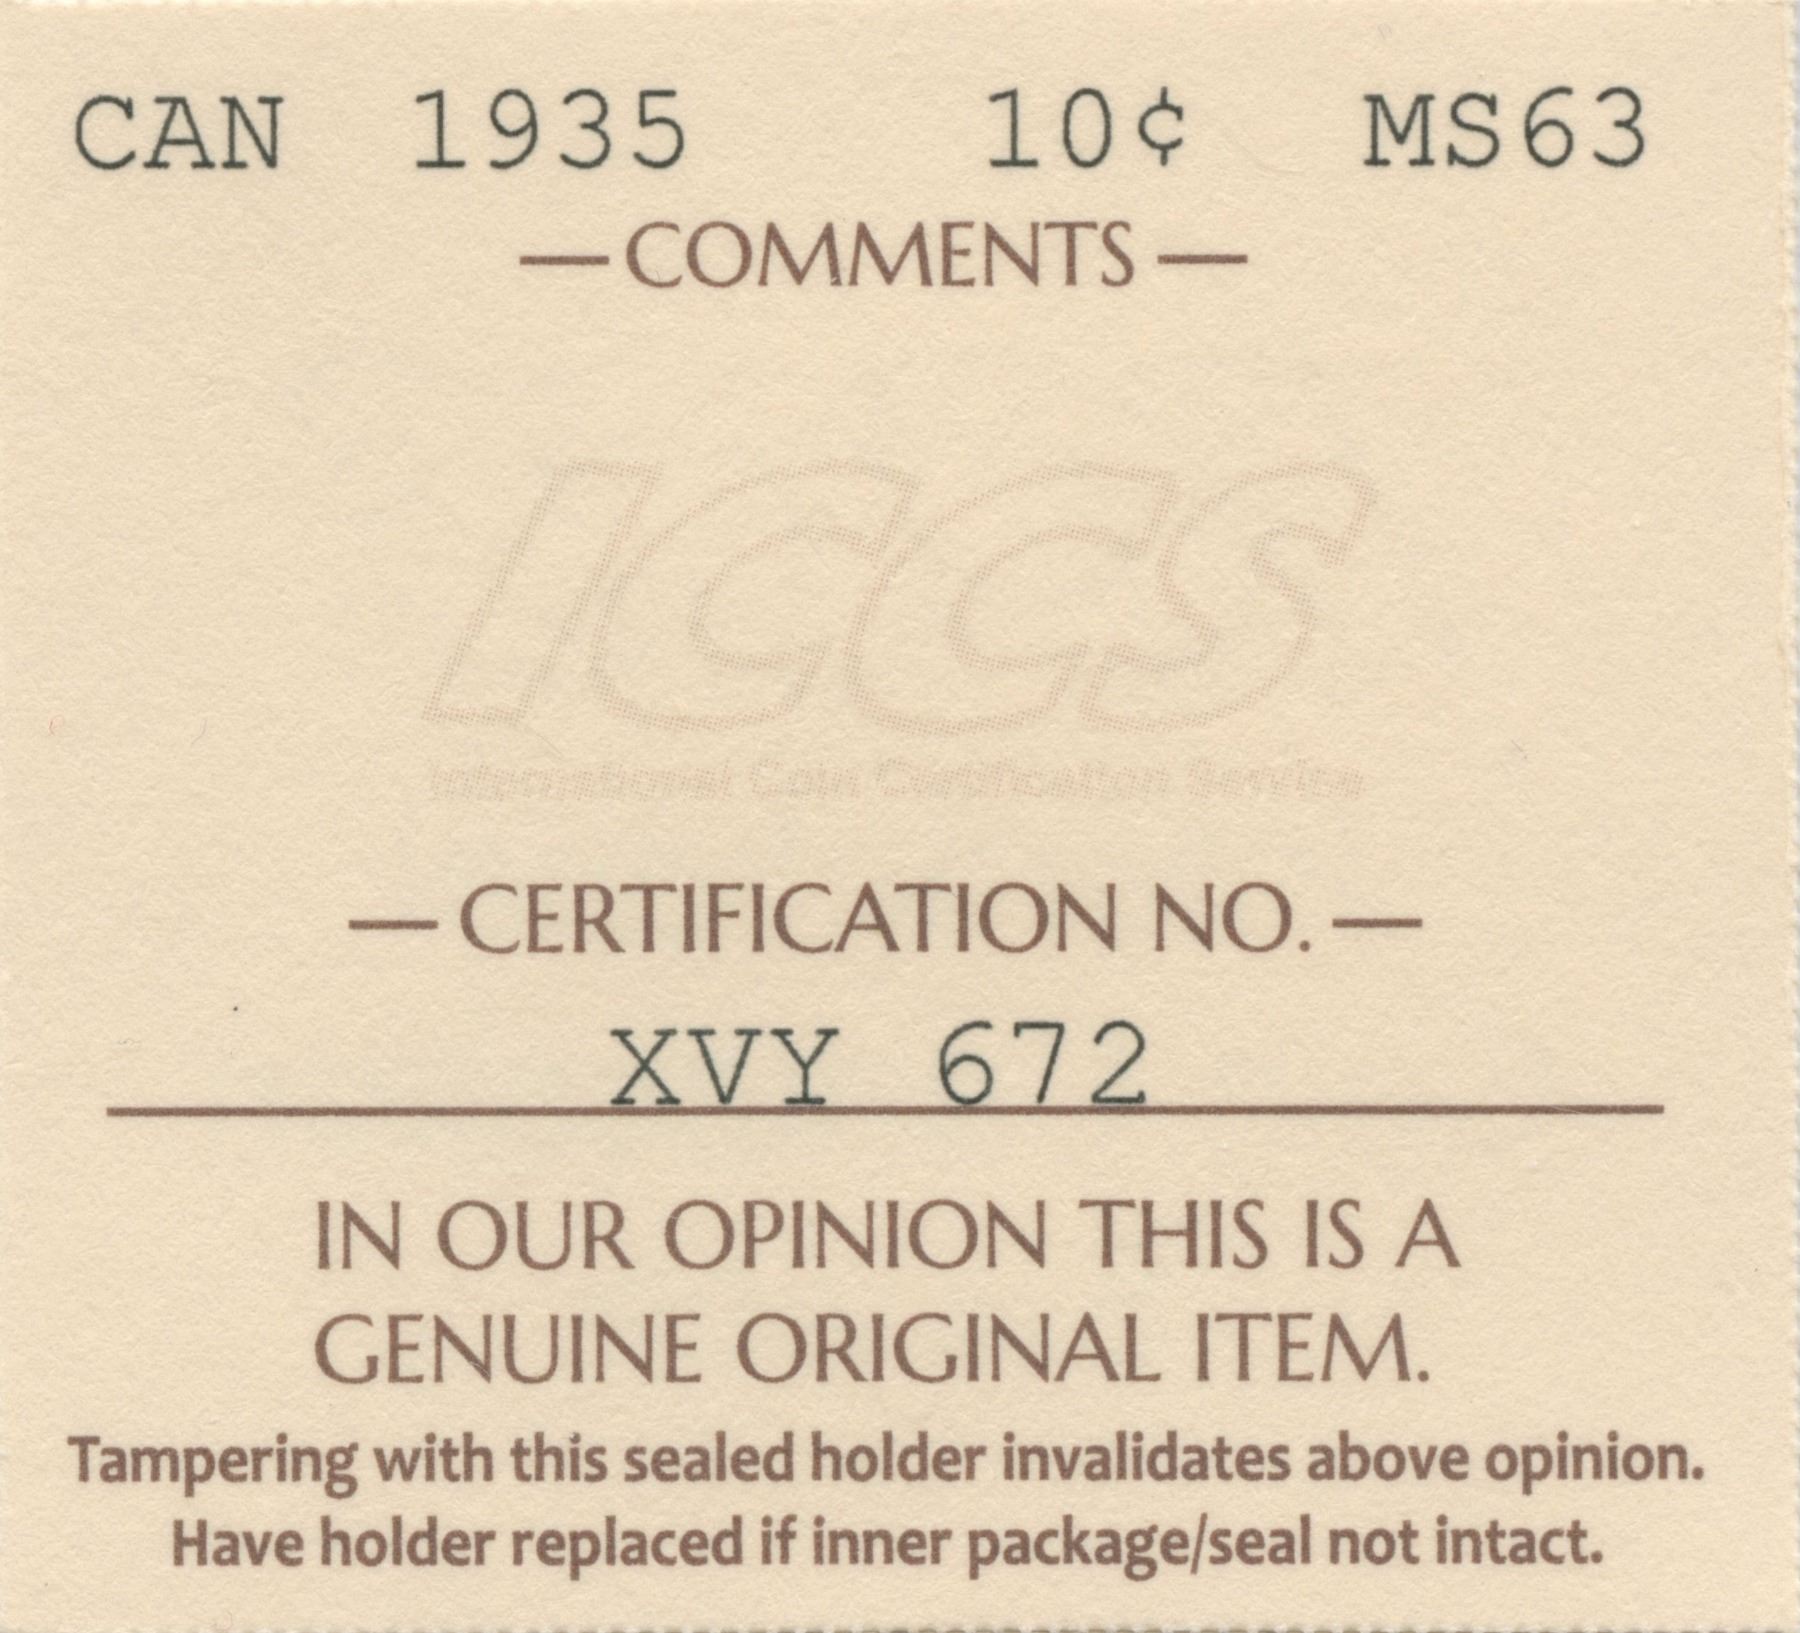 CAN 1935 10¢ MS63
—COMMENTS—
ICCS
International Coin Certification Service
—CERTIFICATION NO.—
XVY 672
IN OUR OPINION THIS IS A
GENUINE ORIGINAL ITEM.
Tampering with this sealed holder invalidates above opinion.
Have holder replaced if inner package/seal not intact.